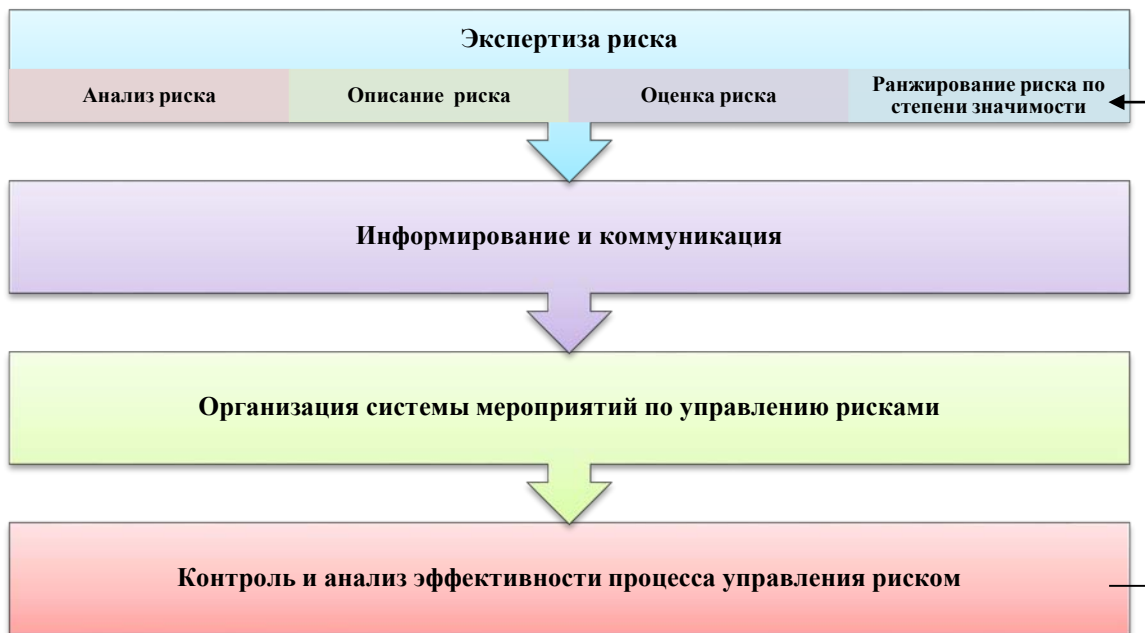 Экспертиза риска
Анализ риска
Описание риска
Оценка риска
Ранжирование риска по
степени значимости
Информирование и коммуникация
Организация системы мероприятий по управлению рисками
Контроль и анализ эффективности процесса управления риском